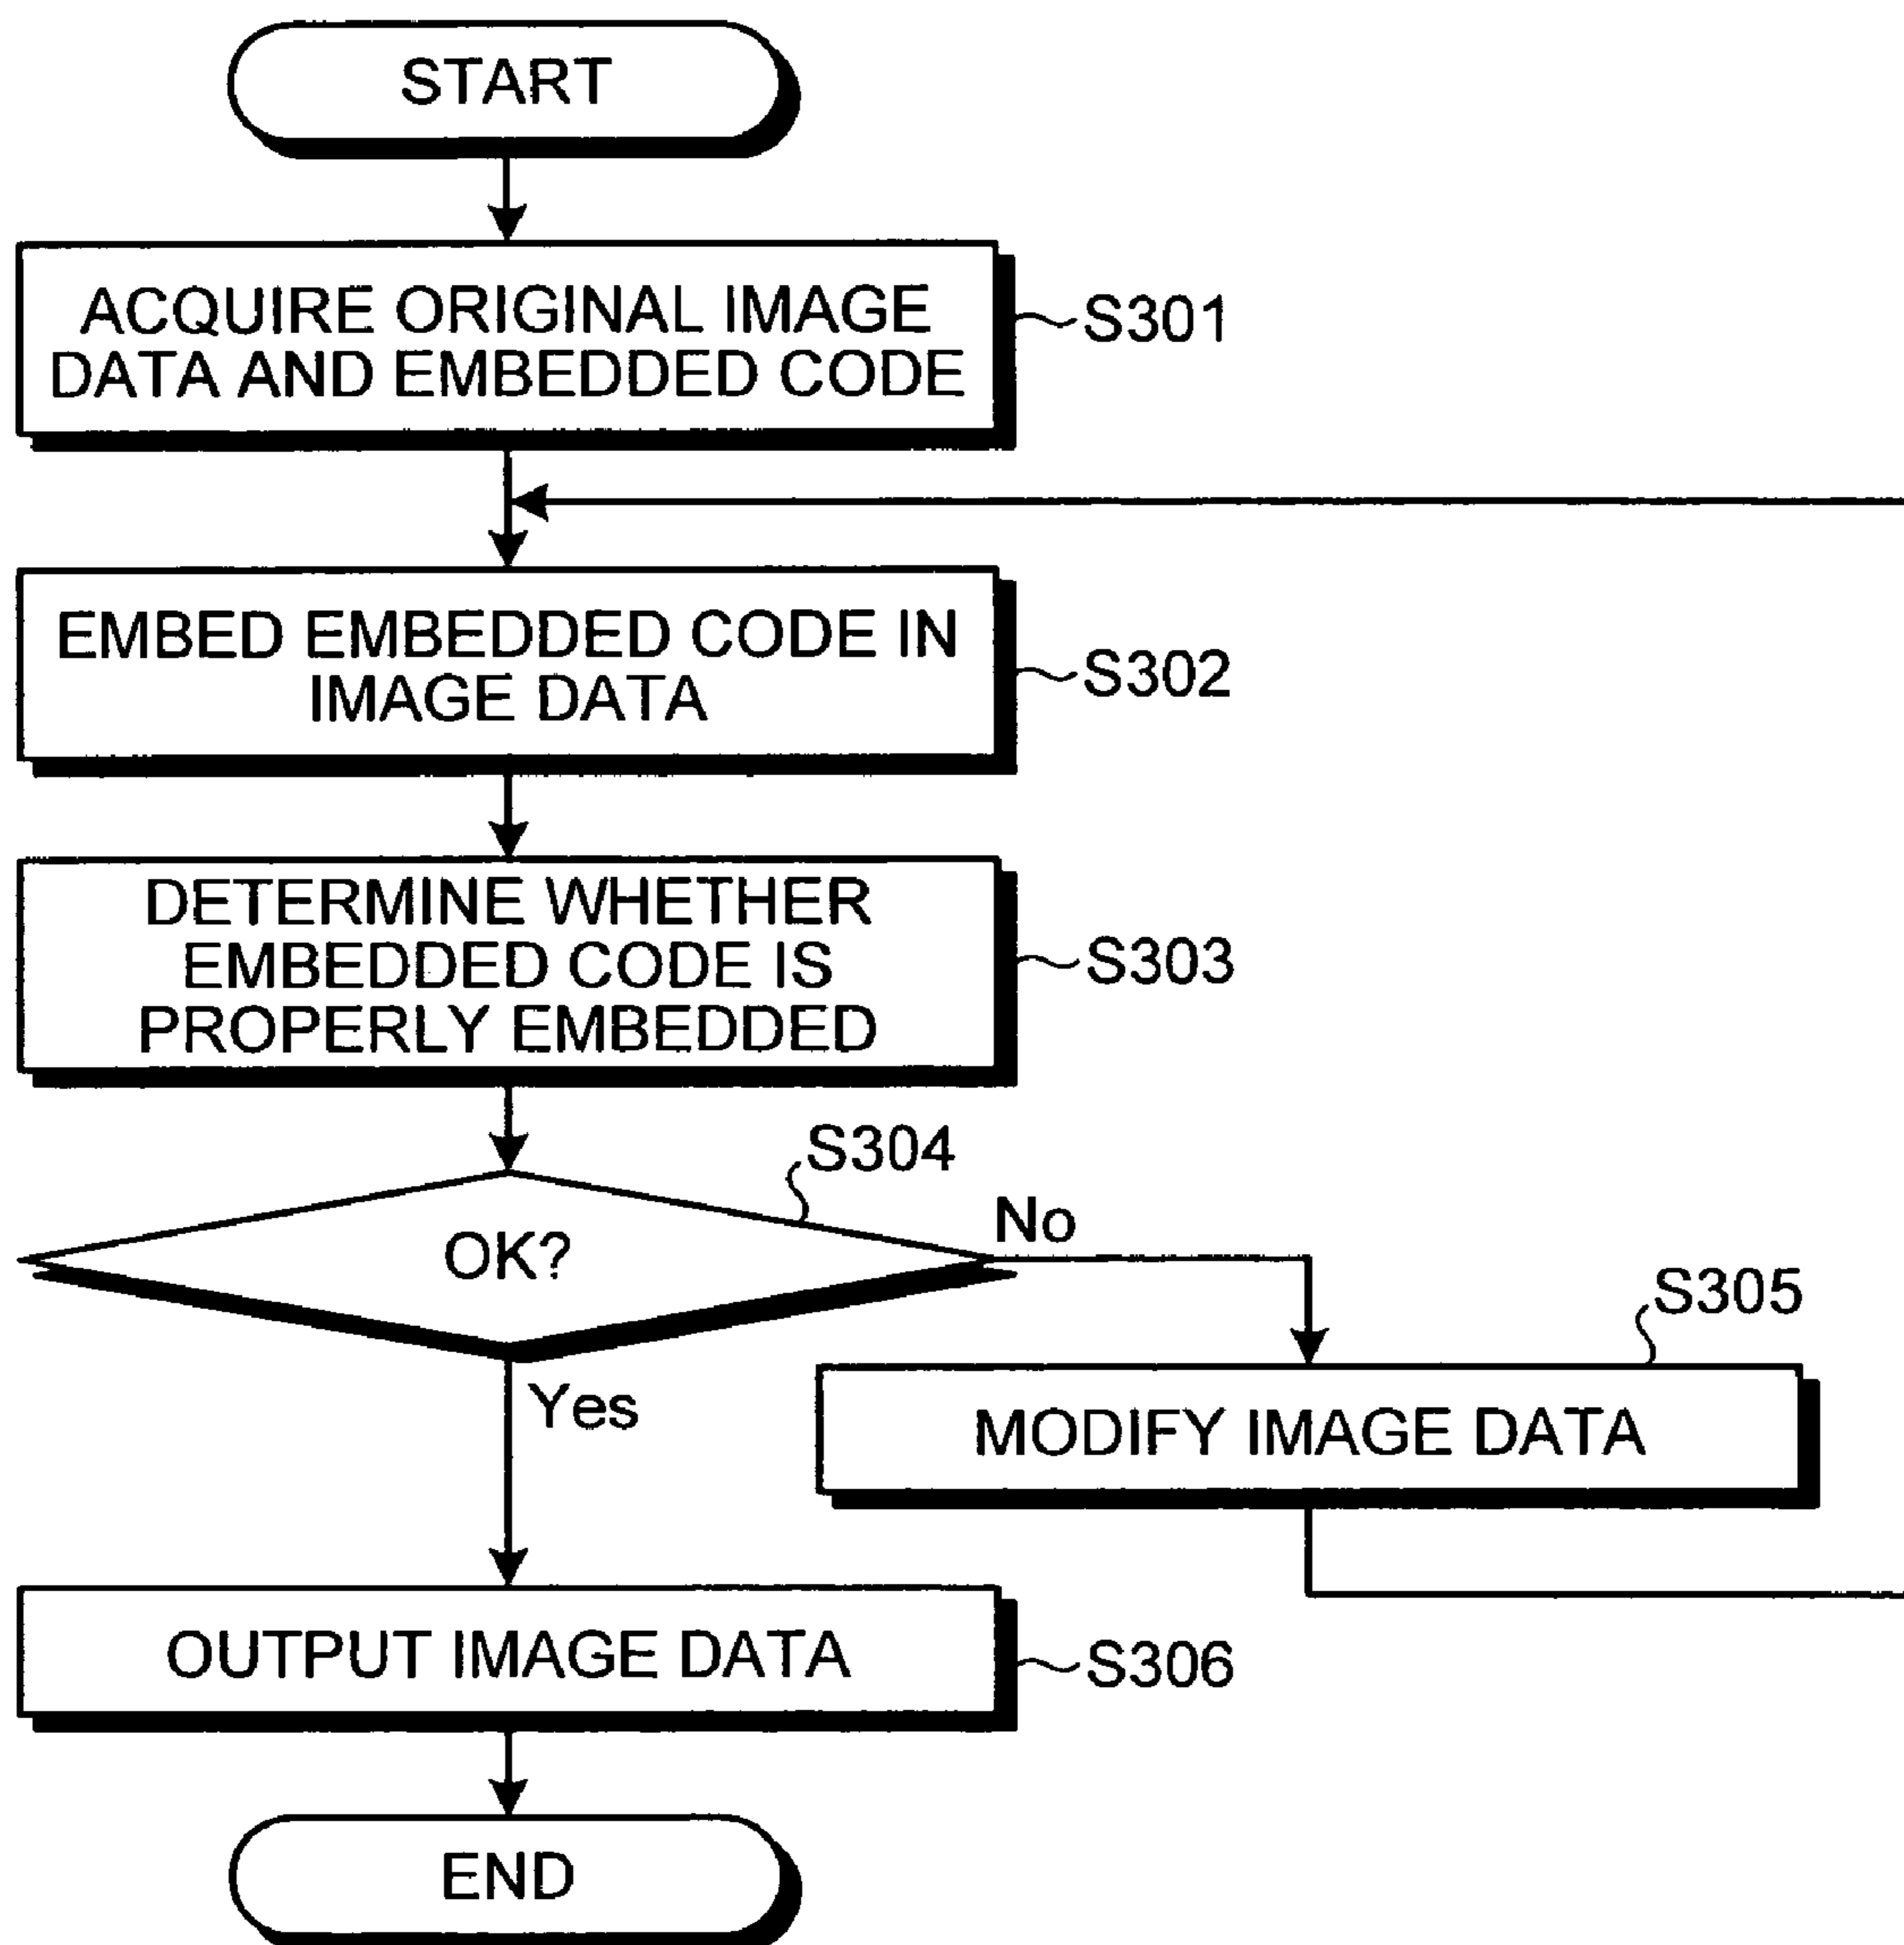 START
ACQUIRE ORIGINAL IMAGE
DATA AND EMBEDDED CODE
S301
EMBED EMBEDDED CODE IN
IMAGE DATA
S302
DETERMINE WHETHER
EMBEDDED CODE IS
PROPERLY EMBEDDED
S303
S304
OK?
No
Yes
S305
MODIFY IMAGE DATA
OUTPUT IMAGE DATA
S306
END